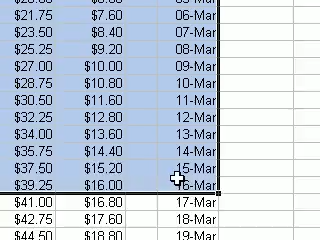 $21.75 $7.60 06-Mar
$23.50 $8.40 07-Mar
$25.25 $9.20 08-Mar
$27.00 $10.00 09-Mar
$28.75 $10.80 10-Mar
$30.50 $11.60 11-Mar
$32.25 $12.80 12-Mar
$34.00 $13.60 13-Mar
$35.75 $14.40 14-Mar
$37.50 $15.20 15-Mar
$39.25 $16.00 16-Mar
$41.00 $16.80 17-Mar
$42.75 $17.60 18-Mar
$44.50 $18.80 19-Mar